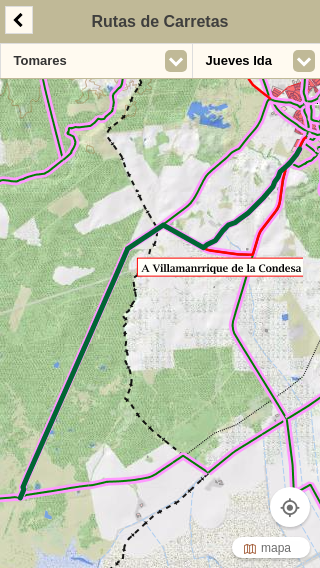 Rutas de Carretas
Tomares
Jueves Ida
A Villamanrrique de la Condesa
mapa